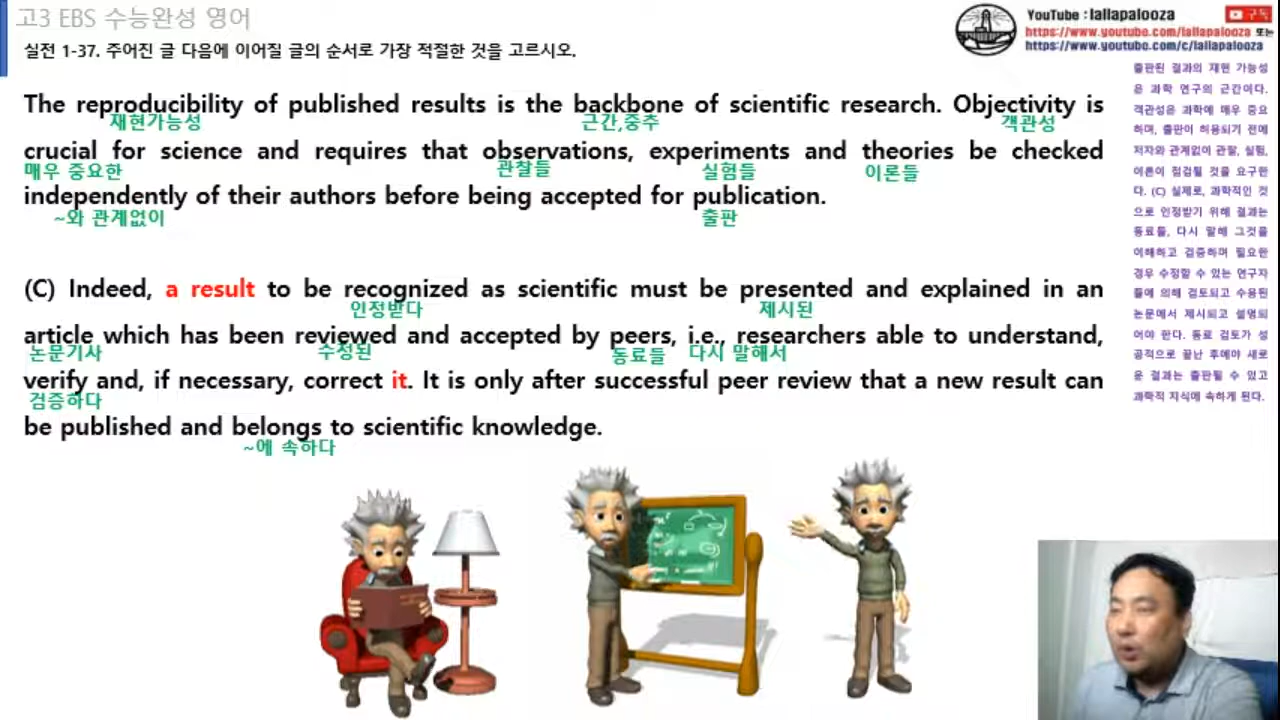 고3 EBS 수능완성 영어
실전 1-37. 주어진 글 다음에 이어질 글의 순서로 가장 적절한 것을 고르시오.
YouTube : lallapalooza
구독
https://www.youtube.com/lallapalooza 또는
https://www.youtube.com/c/lallapalooza
The reproducibility of published results is the backbone of scientific research. Objectivity is
재현가능성 근간,중추 객관성
crucial for science and requires that observations, experiments and theories be checked
매우 중요한 관찰들 실험들 이론들
independently of their authors before being accepted for publication.
~와 관계없이 출판
(C) Indeed, a result to be recognized as scientific must be presented and explained in an
인정받다 제시된
article which has been reviewed and accepted by peers, i.e., researchers able to understand,
논문기사 수정된 동료들 다시 말해서
verify and, if necessary, correct it. It is only after successful peer review that a new result can
검증하다
be published and belongs to scientific knowledge.
~에 속하다
출판된 결과의 재현 가능성
은 과학 연구의 근간이다.
객관성은 과학에 매우 중요
하며, 출판이 허용되기 전에
저자와 관계없이 관찰, 실험,
이론이 점검될 것을 요구한
다. (C) 실제로, 과학적인 것
으로 인정받기 위해 결과는
동료들, 다시 말해 그것을
이해하고 검증하며 필요한
경우 수정할 수 있는 연구자
들에 의해 검토되고 수용된
논문에서 제시되고 설명되
어야 한다. 동료 검토가 성
공적으로 끝난 후에야 새로
운 결과는 출판될 수 있고
과학적 지식에 속하게 된다.